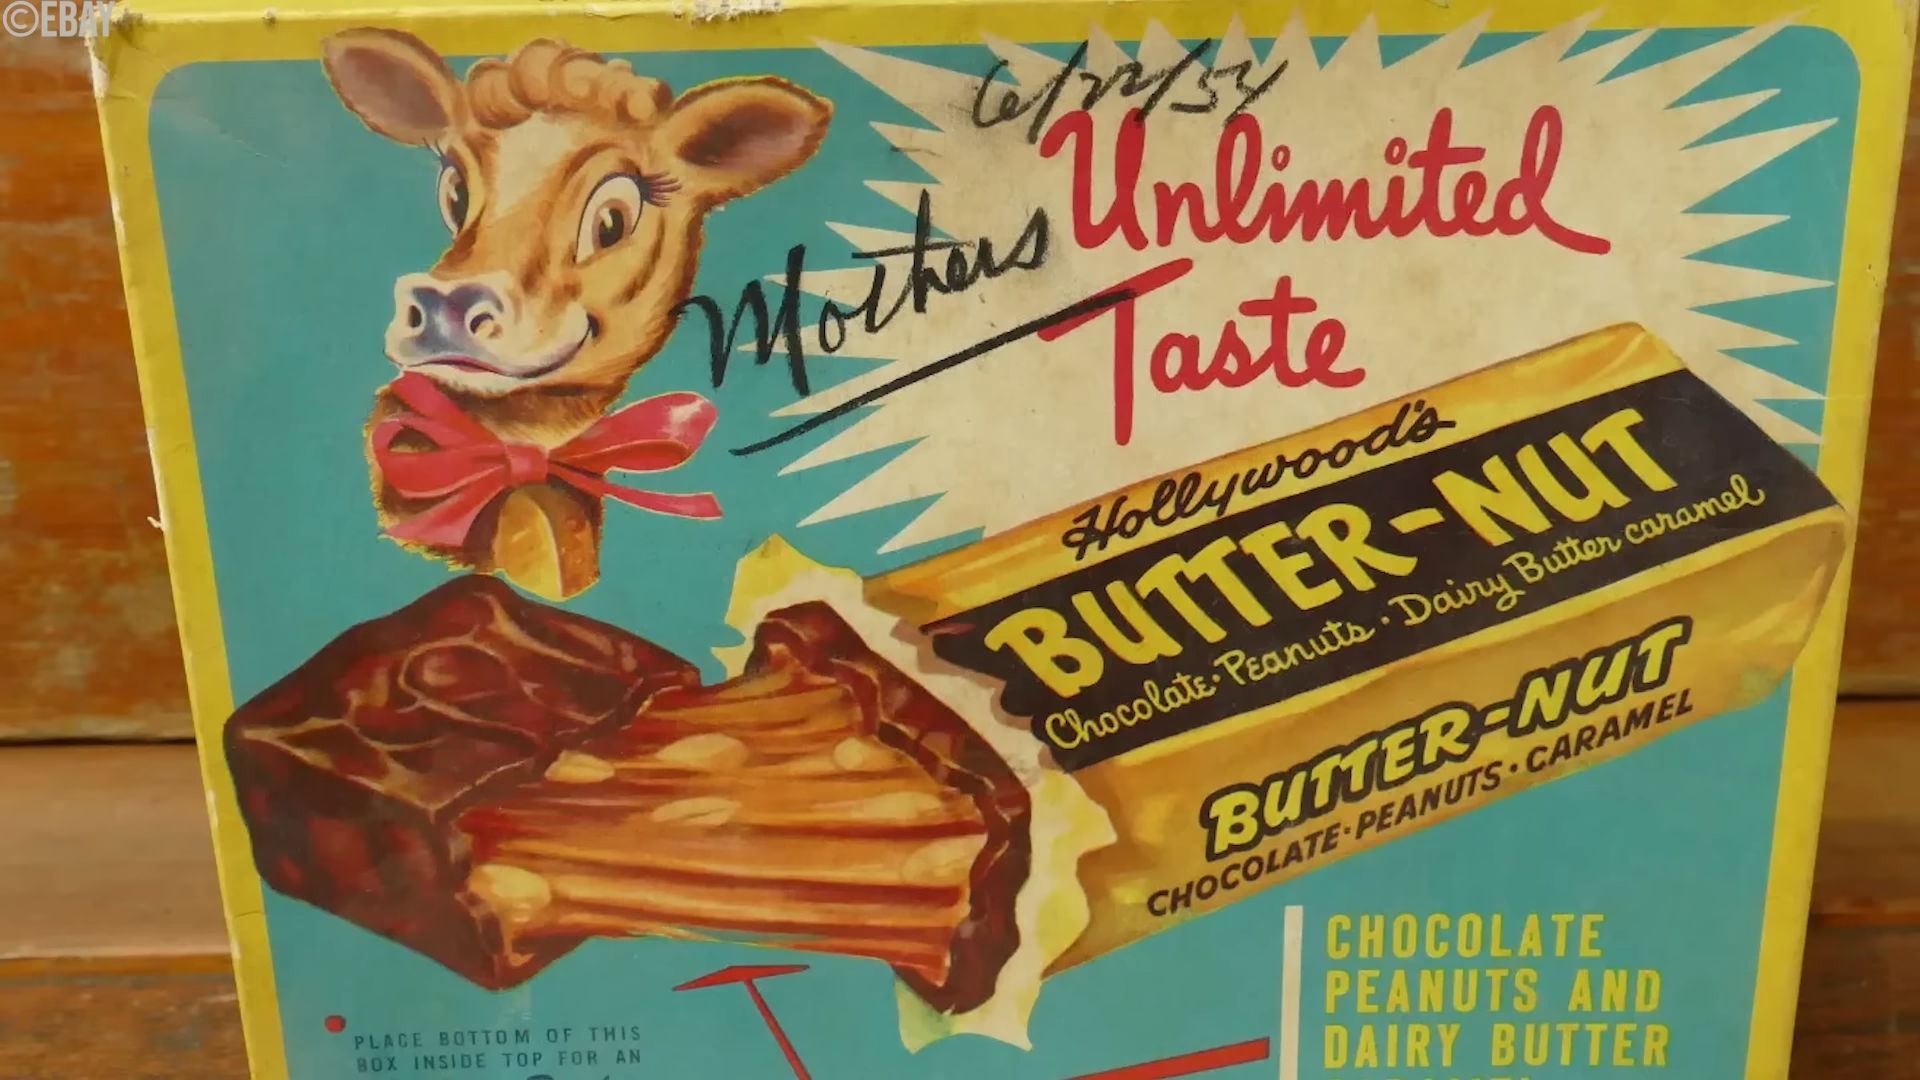 ©EBAY
6/22/54
Mothers
Unlimited
Taste
Hollywood's
BUTTER-NUT
Chocolate · Peanuts · Dairy Butter caramel
BUTTER-NUT
CHOCOLATE · PEANUTS · CARAMEL
CHOCOLATE
PEANUTS AND
DAIRY BUTTER
PLACE BOTTOM OF THIS
BOX INSIDE TOP FOR AN